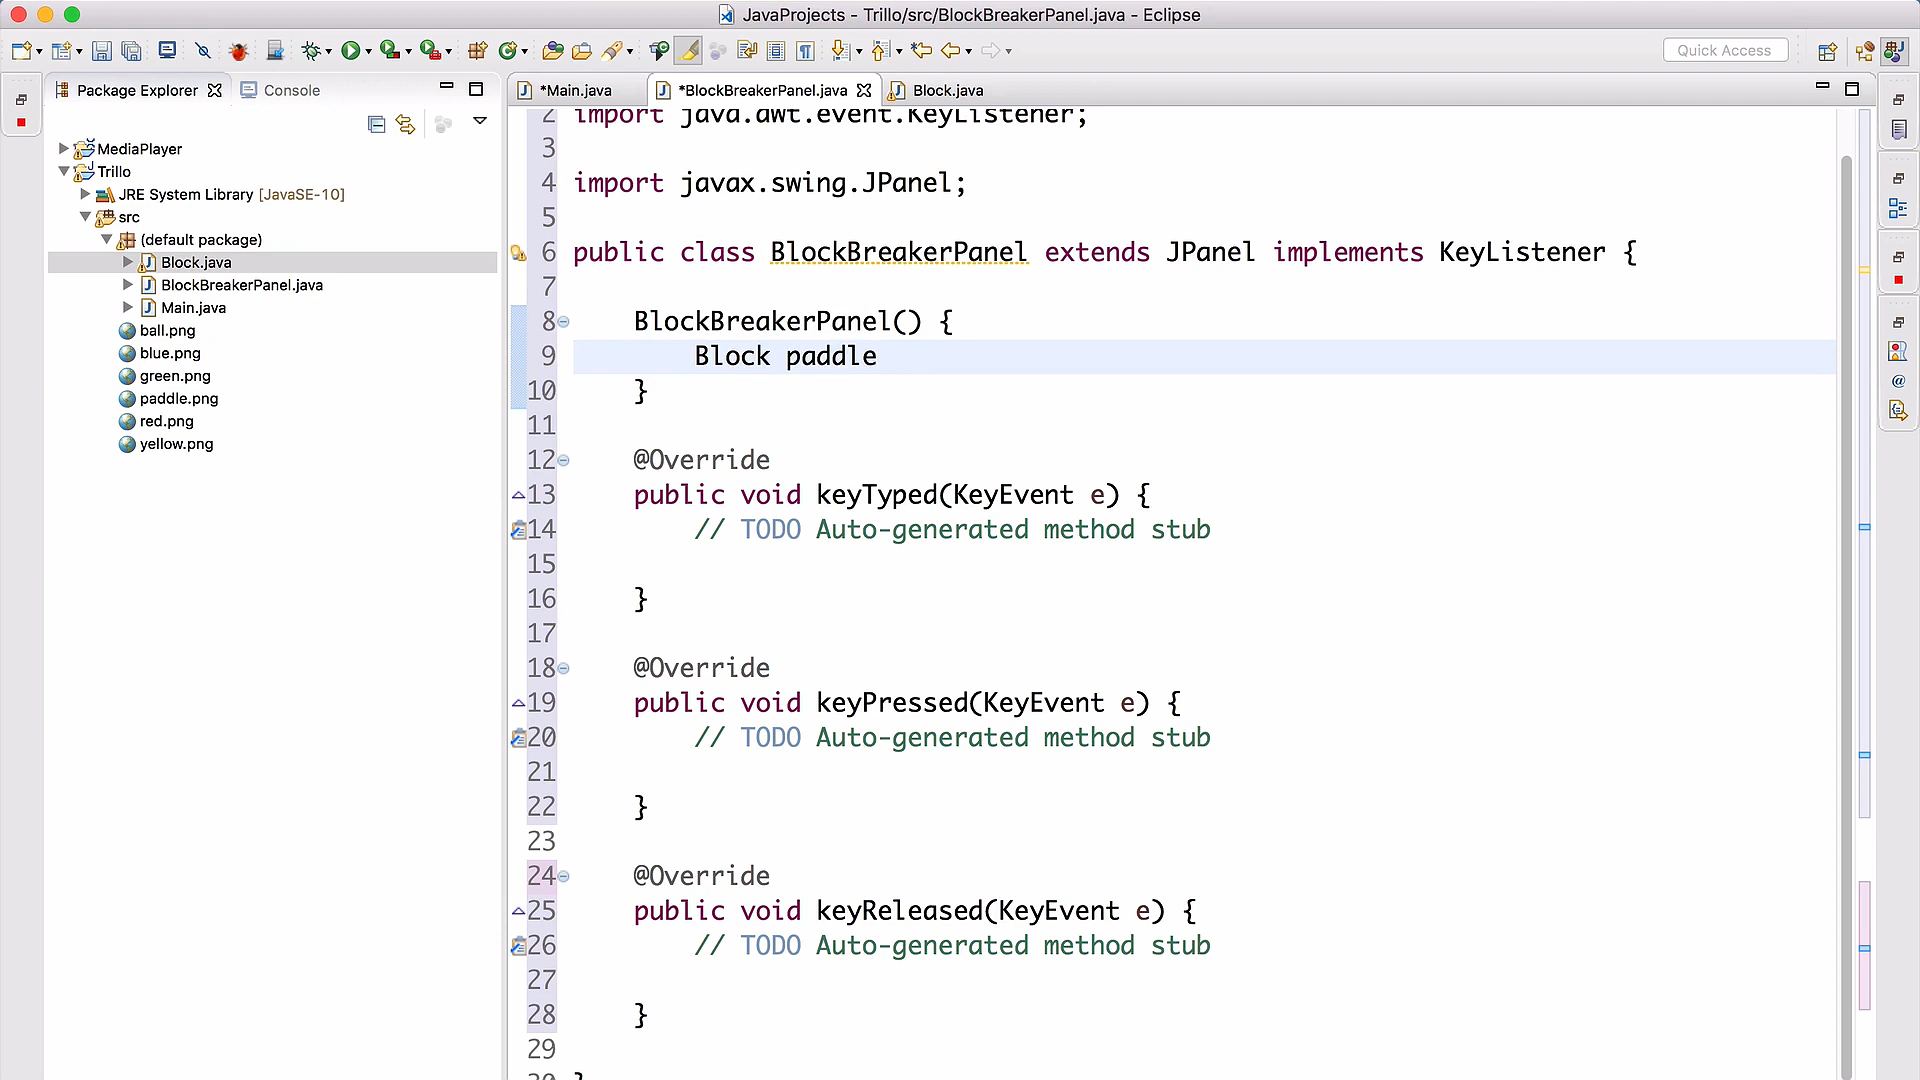 JavaProjects - Trillo/src/BlockBreakerPanel.java - Eclipse
Quick Access
Package Explorer
Console
*Main.java
*BlockBreakerPanel.java
Block.java
MediaPlayer
Trillo
JRE System Library [JavaSE-10]
src
(default package)
Block.java
BlockBreakerPanel.java
Main.java
ball.png
blue.png
green.png
paddle.png
red.png
yellow.png
2 import java.awt.event.KeyListener;
3
4 import javax.swing.JPanel;
5
6 public class BlockBreakerPanel extends JPanel implements KeyListener {
7
8 BlockBreakerPanel() {
9 Block paddle
10 }
11
12 @Override
13 public void keyTyped(KeyEvent e) {
14 // TODO Auto-generated method stub
15
16 }
17
18 @Override
19 public void keyPressed(KeyEvent e) {
20 // TODO Auto-generated method stub
21
22 }
23
24 @Override
25 public void keyReleased(KeyEvent e) {
26 // TODO Auto-generated method stub
27
28 }
29
30 }